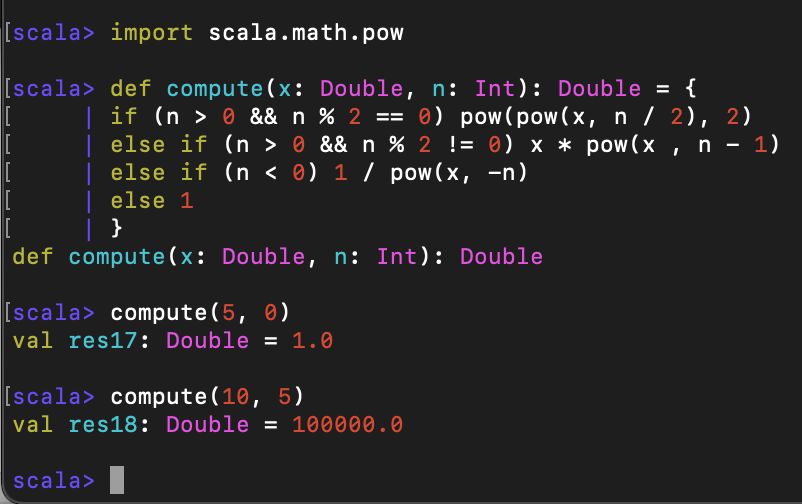 scala> import scala.math.pow
scala> def compute(x: Double, n: Int): Double = {
| if (n > 0 && n % 2 == 0) pow(pow(x, n / 2), 2)
| else if (n > 0 && n % 2 != 0) x * pow(x , n - 1)
| else if (n < 0) 1 / pow(x, -n)
| else 1
| }
def compute(x: Double, n: Int): Double
scala> compute(5, 0)
val res17: Double = 1.0
scala> compute(10, 5)
val res18: Double = 100000.0
scala>